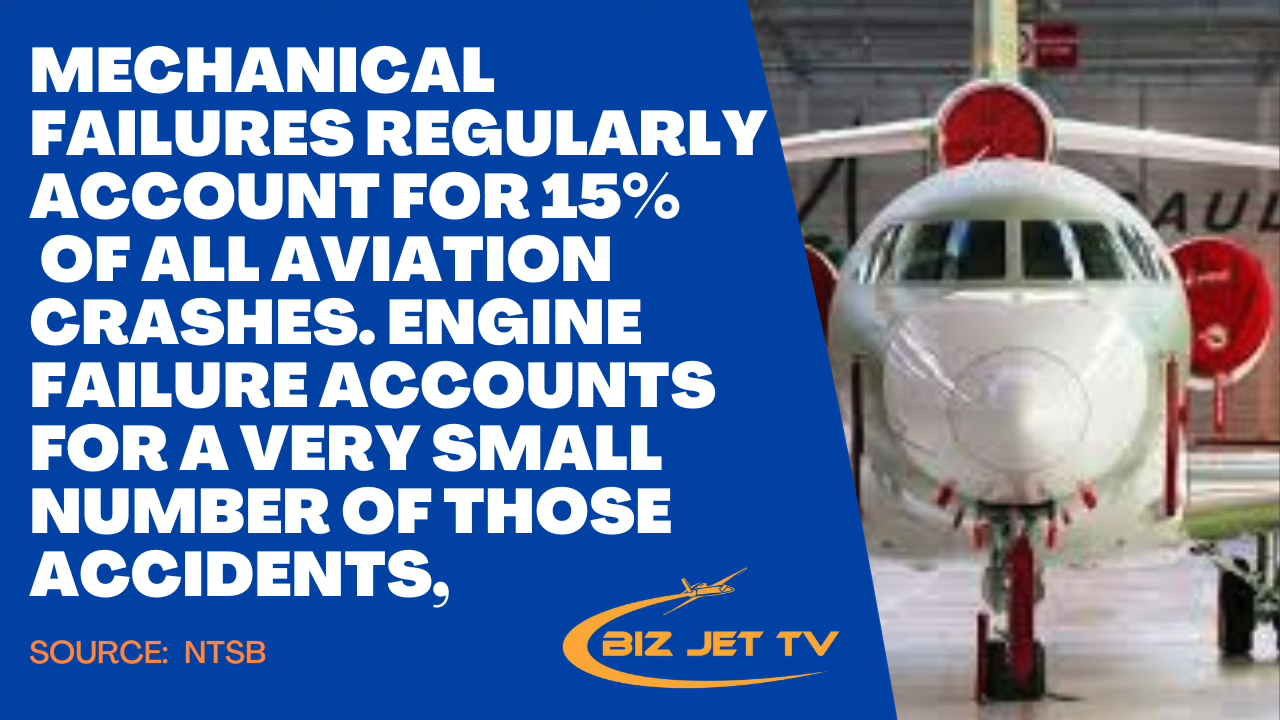 MECHANICAL
FAILURES REGULARLY
ACCOUNT FOR 15%
OF ALL AVIATION
CRASHES. ENGINE
FAILURE ACCOUNTS
FOR A VERY SMALL
NUMBER OF THOSE
ACCIDENTS,
SOURCE: NTSB
BIZ JET TV
AUL